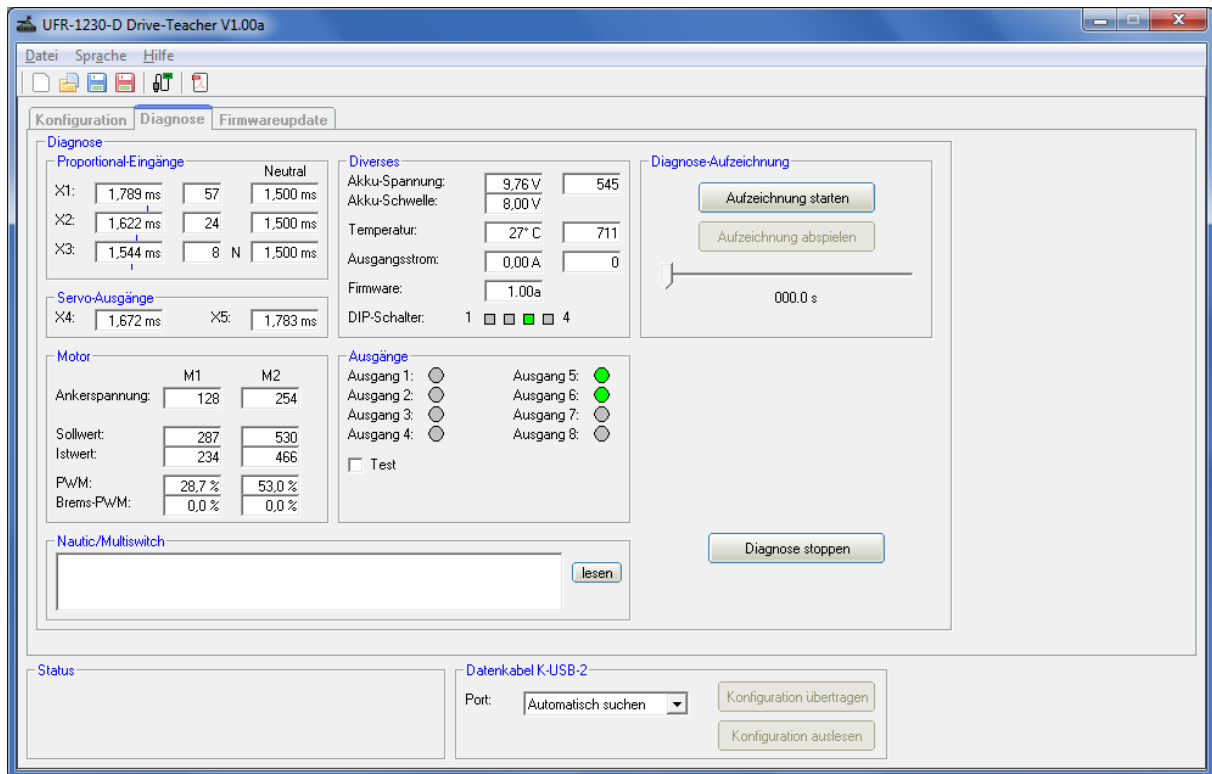 UFR-1230-D Drive-Teacher V1.00a
Datei Sprache Hilfe
Konfiguration Diagnose Firmwareupdate
Diagnose
Proportional-Eingänge
Neutral
X1: 1,789 ms 57 1,500 ms
X2: 1,622 ms 24 1,500 ms
X3: 1,544 ms 8 N 1,500 ms
Servo-Ausgänge
X4: 1,672 ms X5: 1,783 ms
Diverses
Akku-Spannung: 9,76 V 545
Akku-Schwelle: 8,00 V
Temperatur: 27° C 711
Ausgangsstrom: 0,00 A 0
Firmware: 1.00a
DIP-Schalter: 1 4
Diagnose-Aufzeichnung
Aufzeichnung starten
Aufzeichnung abspielen
000.0 s
Motor
M1 M2
Ankerspannung: 128 254
Sollwert: 287 530
Istwert: 234 466
PWM: 28,7 % 53,0 %
Brems-PWM: 0,0 % 0,0 %
Ausgänge
Ausgang 1: Ausgang 5:
Ausgang 2: Ausgang 6:
Ausgang 3: Ausgang 7:
Ausgang 4: Ausgang 8:
Test
Nautic/Multiswitch
lesen
Diagnose stoppen
Status
Datenkabel K-USB-2
Port: Automatisch suchen
Konfiguration übertragen
Konfiguration auslesen